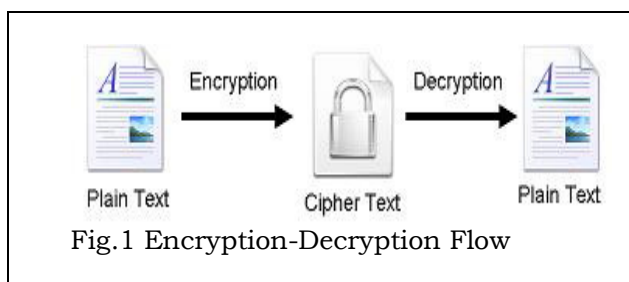 Encryption Decryption
A A
Plain Text Cipher Text Plain Text
Fig.1 Encryption-Decryption Flow